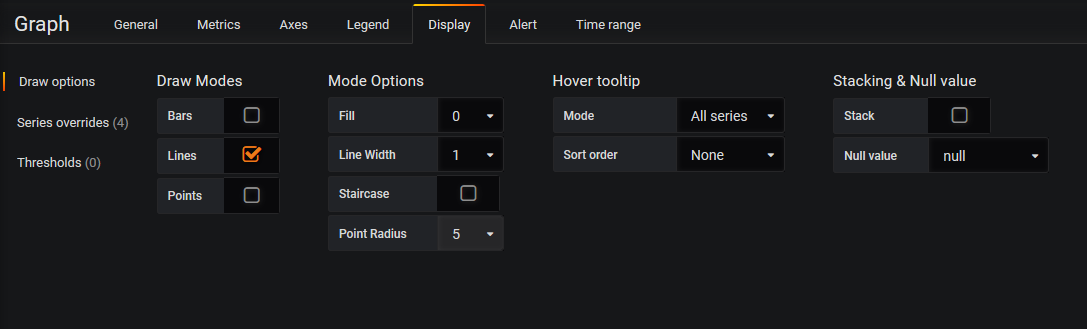 Graph General Metrics Axes Legend Display Alert Time range
Draw options
Series overrides (4)
Thresholds (0)
Draw Modes
Bars
Lines
Points
Mode Options
Fill 0
Line Width 1
Staircase
Point Radius 5
Hover tooltip
Mode All series
Sort order None
Stacking & Null value
Stack
Null value null